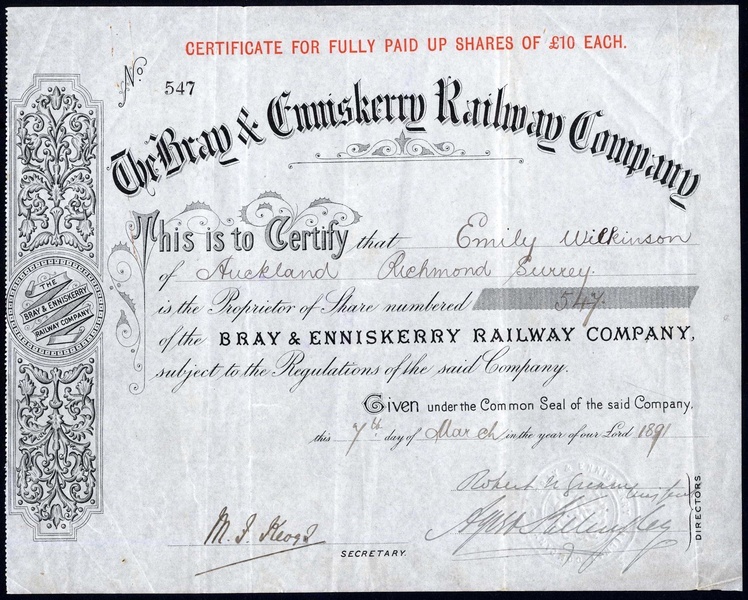 CERTIFICATE FOR FULLY PAID UP SHARES OF £10 EACH.
No. 547
The Bray & Enniskerry Railway Company
This is to Certify that Emily Wilkinson
of Auckland Richmond Surrey.
is the Proprietor of Share numbered 547.
of the BRAY & ENNISKERRY RAILWAY COMPANY,
subject to the Regulations of the said Company.
Given under the Common Seal of the said Company,
this 7th day of March in the year of our Lord 1891
THE
BRAY & ENNISKERRY
RAILWAY COMPANY
Robert
DIRECTORS.
M. J. Keogh
SECRETARY.